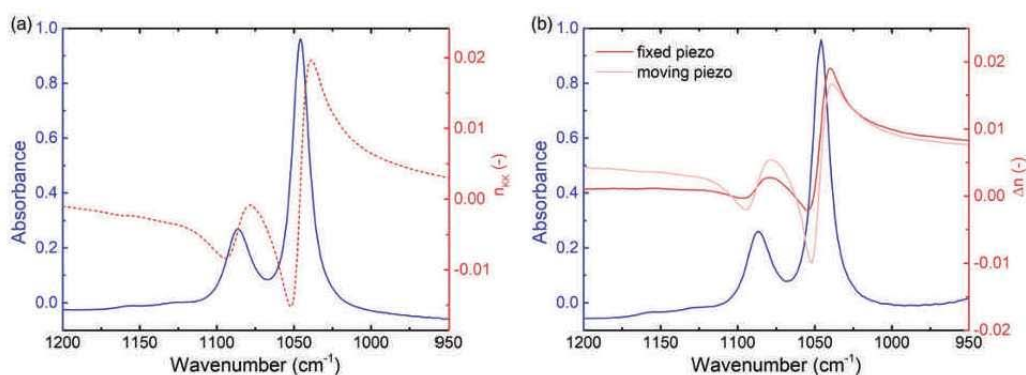 (a)
1.0
0.8
0.6
0.4
0.2
0.0
Absorbance
0.02
0.01
0.00
-0.01
n_KK (-)
1200 1150 1100 1050 1000 950
Wavenumber (cm⁻¹)
(b)
fixed piezo
moving piezo
1.0
0.8
0.6
0.4
0.2
0.0
Absorbance
0.02
0.01
0.00
-0.01
-0.02
Δn (-)
1200 1150 1100 1050 1000 950
Wavenumber (cm⁻¹)